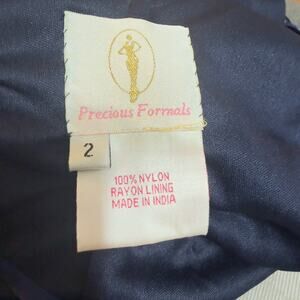 Precious Formals
2
100% NYLON
RAYON LINING
MADE IN INDIA